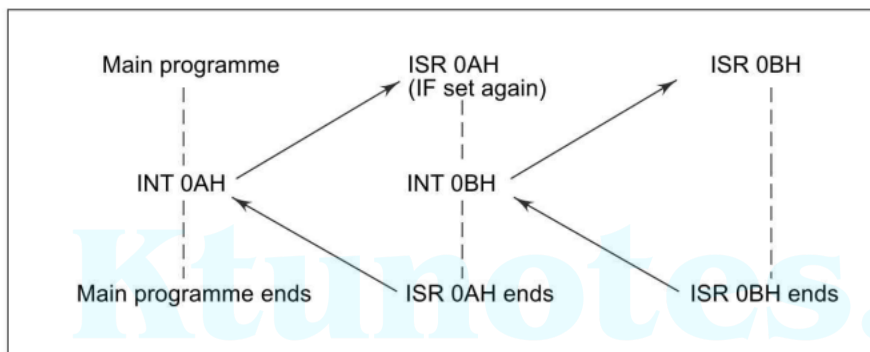 Main programme
ISR 0AH
(IF set again)
ISR 0BH
INT 0AH
INT 0BH
Main programme ends
ISR 0AH ends
ISR 0BH ends
Ktunotes.